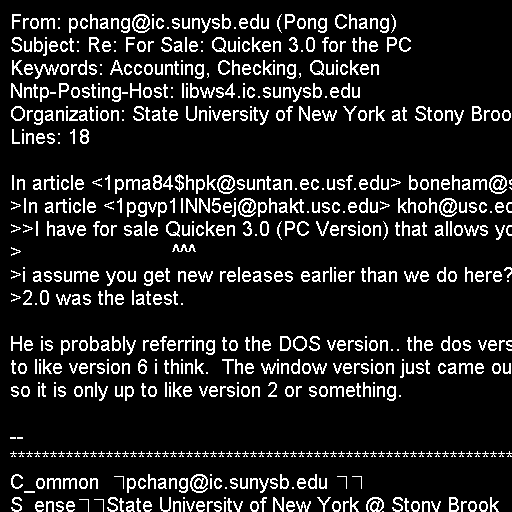 From: pchang@ic.sunysb.edu (Pong Chang)
Subject: Re: For Sale: Quicken 3.0 for the PC
Keywords: Accounting, Checking, Quicken
Nntp-Posting-Host: libws4.ic.sunysb.edu
Organization: State University of New York at Stony Broo
Lines: 18

In article <1pma84$hpk@suntan.ec.usf.edu> boneham@s
>In article <1pgvp1INN5ej@phakt.usc.edu> khoh@usc.ed
>>I have for sale Quicken 3.0 (PC Version) that allows yo
>                           ^^^
>i assume you get new releases earlier than we do here?
>2.0 was the latest.

He is probably referring to the DOS version.. the dos vers
to like version 6 i think.  The window version just came ou
so it is only up to like version 2 or something.

--
****************************************************************
C_ommon  pchang@ic.sunysb.edu
S_ense State University of New York @ Stony Brook